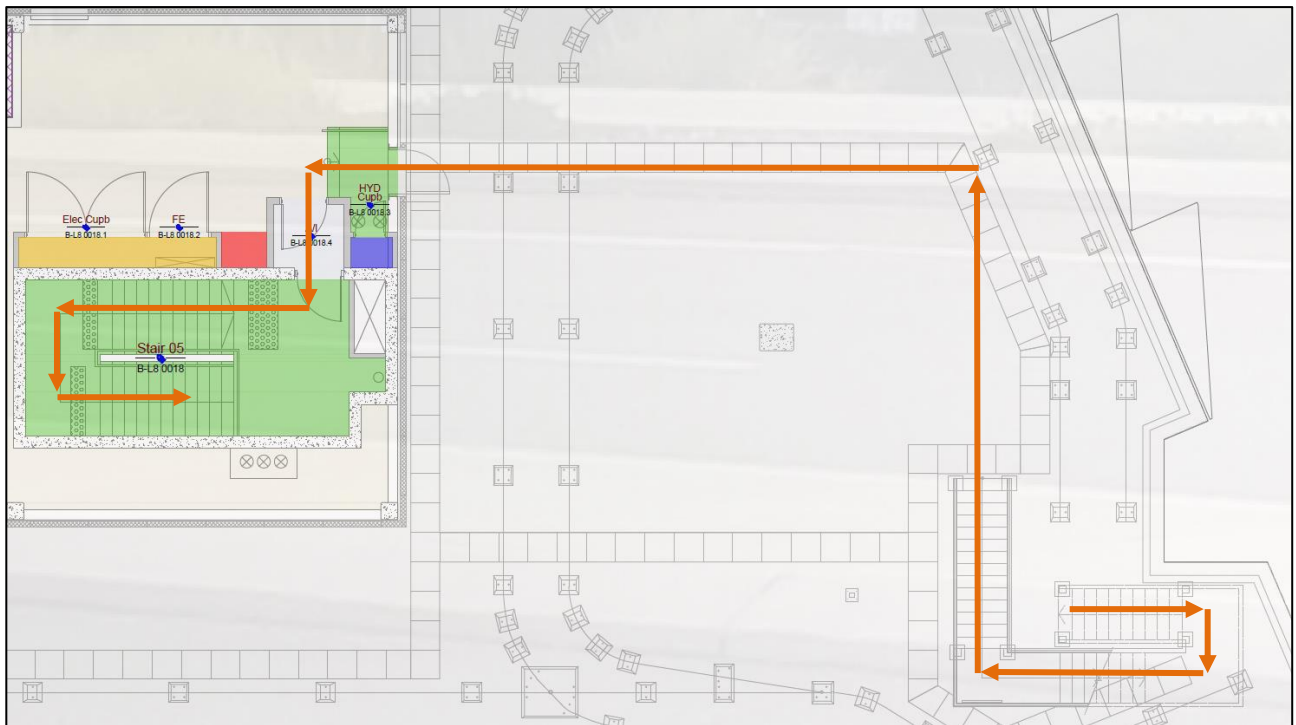 HYD
Cupb
B-L8 0018.3
Elec Cupb
B-L8 0018.1
FE
B-L8 0018.2
B-L8 0018.4
Stair 05
B-L8 0018